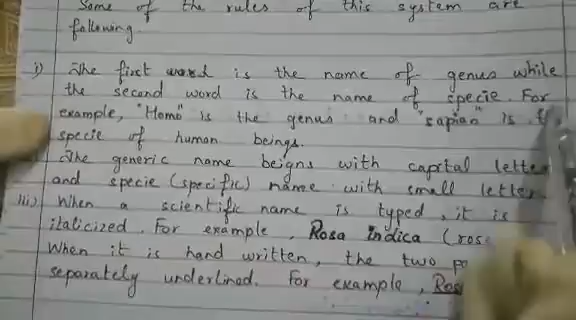 Some of the rules of this system are
following.
i) The first word is the name of genus while
the second word is the name of specie. For
example, "Homo" is the genus and "sapian" is
specie of human beings.
The generic name beigns with capital letter
and specie (specific) name with small letter.
iii) When a scientific name is typed, it is
italicized. For example, Rosa indica
When it is hand written, the two
separately underlined. For example,